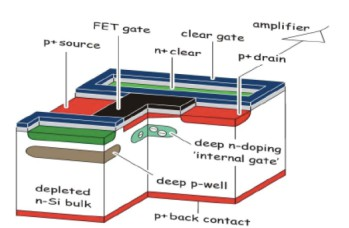 amplifier
FET gate
clear gate
p+source
n+clear
p+drain
deep n-doping
'internal gate'
deep p-well
depleted
n-Si bulk
p+back contact